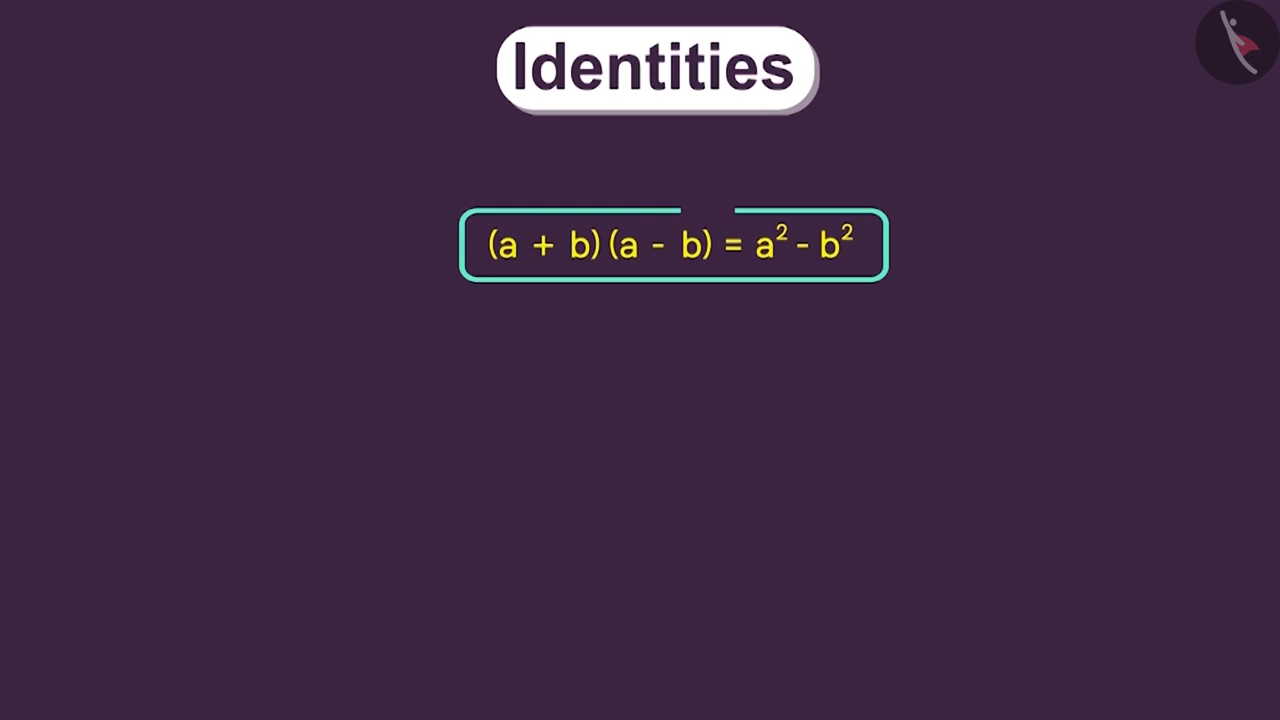 Identities
(a + b)(a - b) = a² - b²